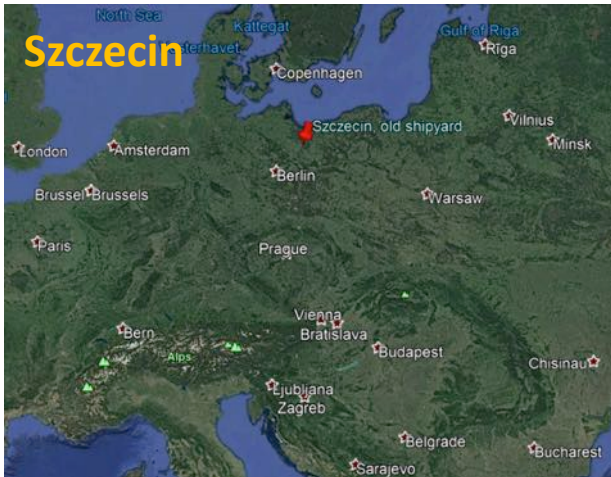 North Sea
Kattegat
Gulf of Riga
Szczecin
Rīga
Copenhagen
Szczecin, old shipyard
Vilnius
Minsk
London
Amsterdam
Berlin
Brussel
Brussels
Warsaw
Paris
Prague
Vienna
Bratislava
Bern
Budapest
Alps
Chisinau
Ljubljana
Zagreb
Belgrade
Bucharest
Sarajevo